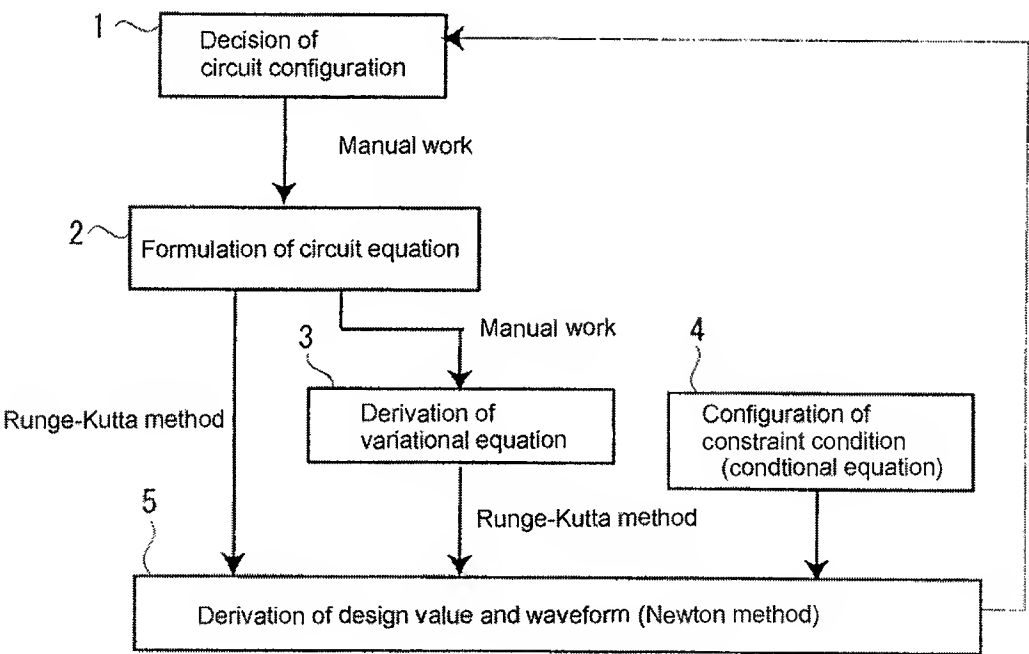 1
Decision of
circuit configuration
Manual work
2
Formulation of circuit equation
Manual work
3
4
Runge-Kutta method
Derivation of
variational equation
Configuration of
constraint condition
(condtional equation)
Runge-Kutta method
5
Derivation of design value and waveform (Newton method)